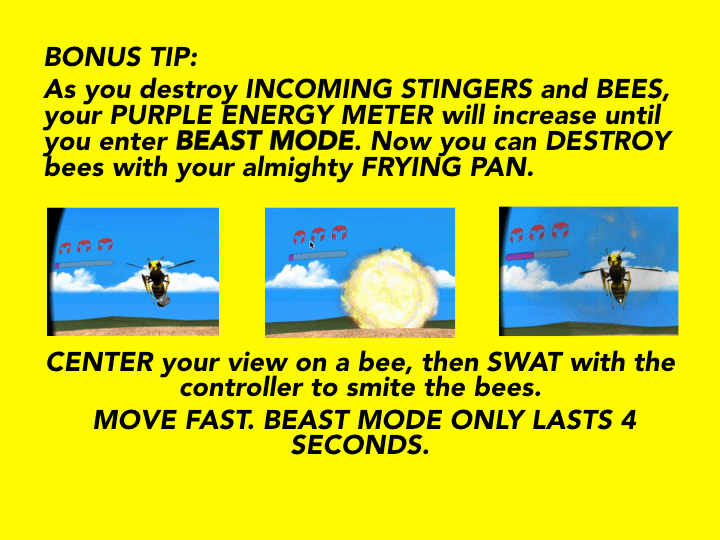 BONUS TIP:
As you destroy INCOMING STINGERS and BEES,
your PURPLE ENERGY METER will increase until
you enter BEAST MODE. Now you can DESTROY
bees with your almighty FRYING PAN.
CENTER your view on a bee, then SWAT with the
controller to smite the bees.
MOVE FAST. BEAST MODE ONLY LASTS 4
SECONDS.